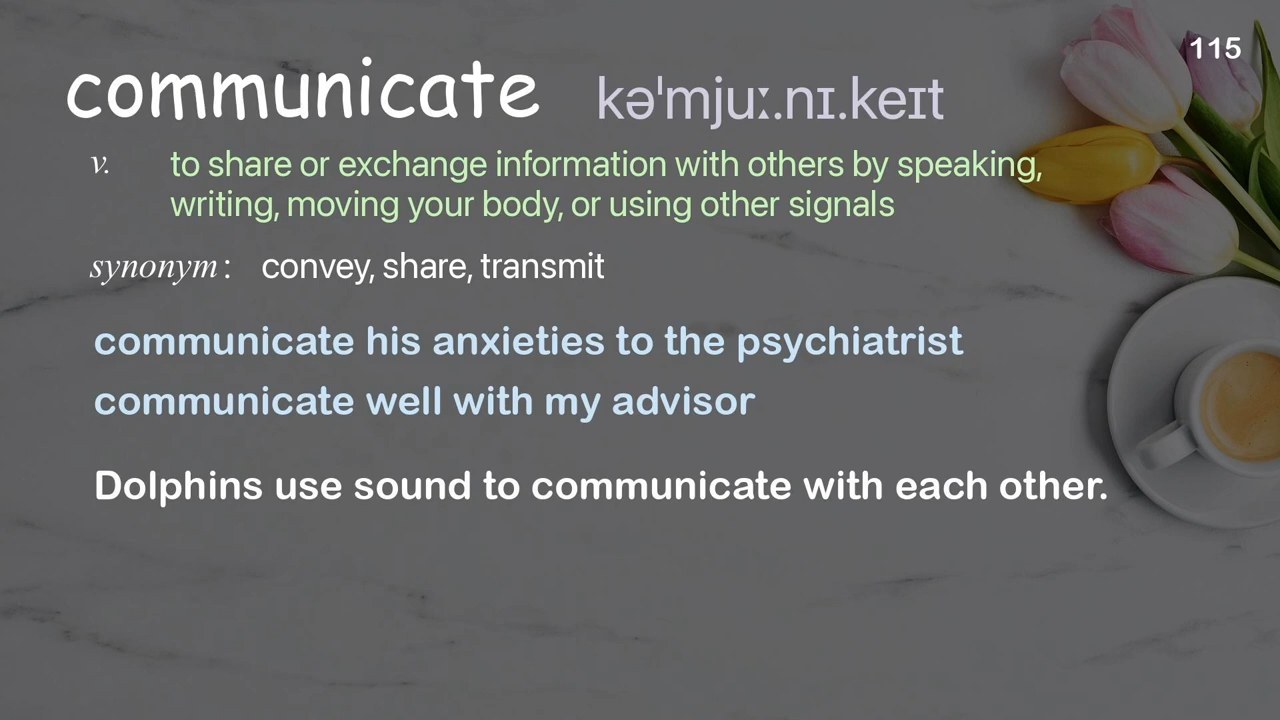 115
communicate kəˈmjuː.nɪ.keɪt
v. to share or exchange information with others by speaking,
writing, moving your body, or using other signals
synonym: convey, share, transmit
communicate his anxieties to the psychiatrist
communicate well with my advisor
Dolphins use sound to communicate with each other.